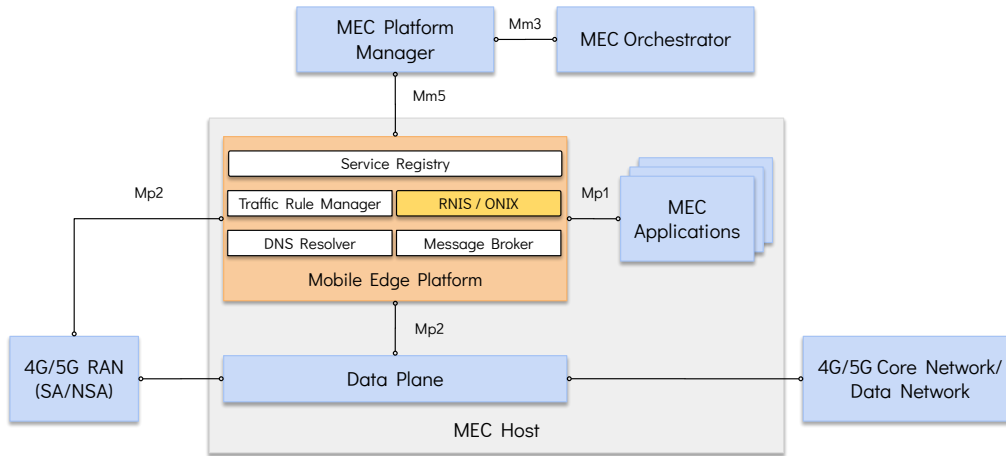 MEC Platform
Manager
Mm3
MEC Orchestrator
Mm5
Service Registry
Mp2
Traffic Rule Manager
RNIS / ONIX
Mp1
MEC
Applications
DNS Resolver
Message Broker
Mobile Edge Platform
Mp2
4G/5G RAN
(SA/NSA)
Data Plane
4G/5G Core Network/
Data Network
MEC Host